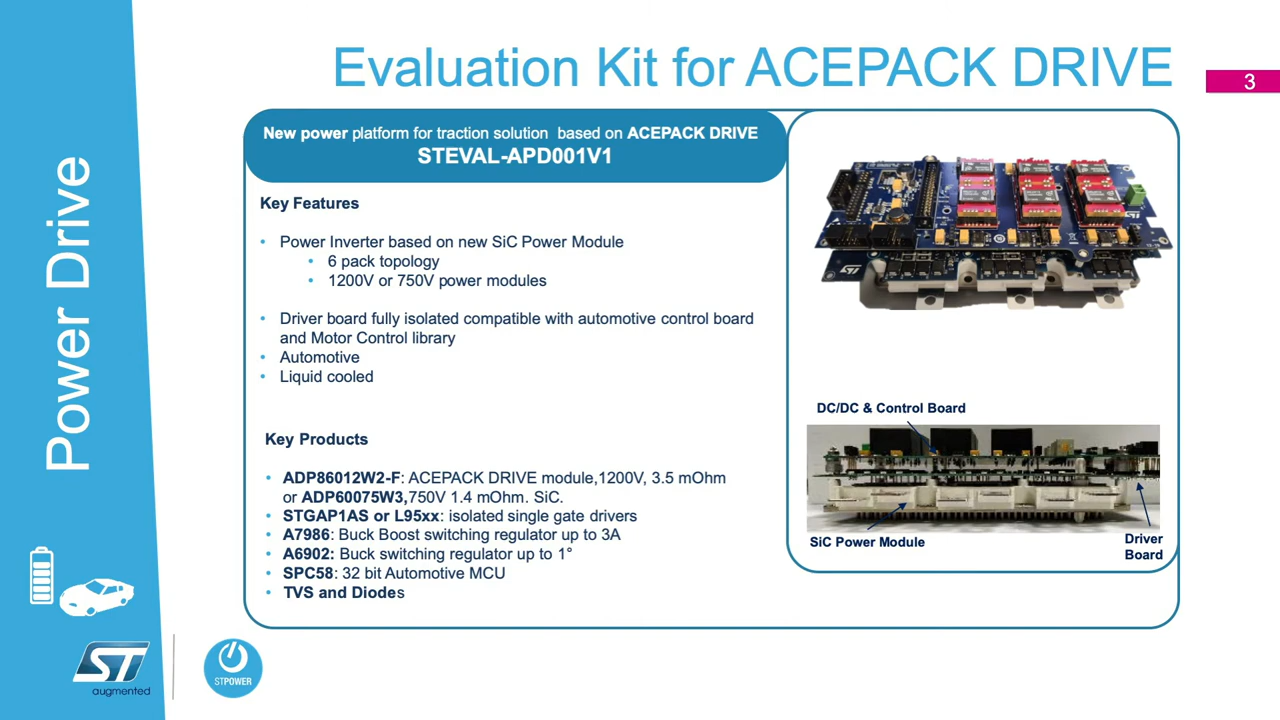 Evaluation Kit for ACEPACK DRIVE
3
Power Drive
New power platform for traction solution based on ACEPACK DRIVE
STEVAL-APD001V1
Key Features
• Power Inverter based on new SiC Power Module
• 6 pack topology
• 1200V or 750V power modules
• Driver board fully isolated compatible with automotive control board
and Motor Control library
• Automotive
• Liquid cooled
Key Products
• ADP86012W2-F: ACEPACK DRIVE module,1200V, 3.5 mOhm
or ADP60075W3,750V 1.4 mOhm. SiC.
• STGAP1AS or L95xx: isolated single gate drivers
• A7986: Buck Boost switching regulator up to 3A
• A6902: Buck switching regulator up to 1°
• SPC58: 32 bit Automotive MCU
• TVS and Diodes
ST
ST
DC/DC & Control Board
SiC Power Module
Driver
Board
ST
augmented
STPOWER